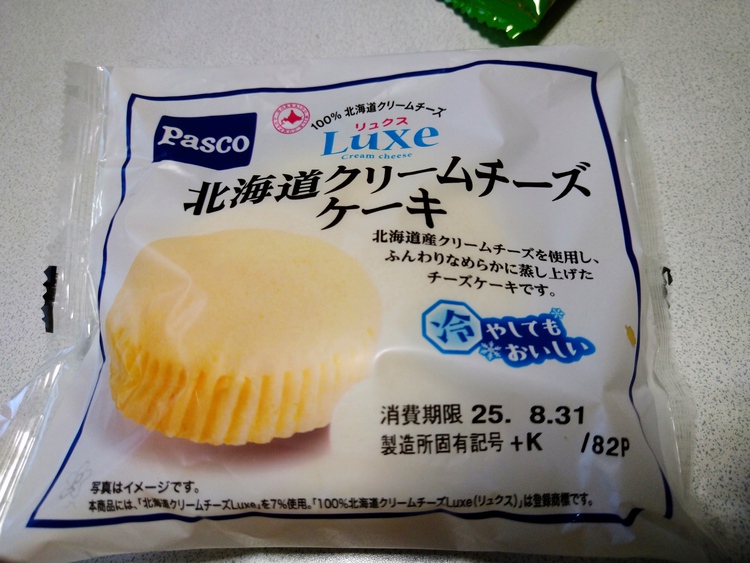 Pasco
100% 北海道クリームチーズ
リュクス
Luxe
Cream cheese
北海道クリームチーズ
ケーキ
北海道産クリームチーズを使用し、
ふんわりなめらかに蒸し上げた
チーズケーキです。
冷やしても
おいしい
消費期限 25. 8.31
製造所固有記号 +K /82P
写真はイメージです。
本商品には、「北海道クリームチーズLuxe」を7%使用。「100%北海道クリームチーズLuxe(リュクス)」は登録商標です。